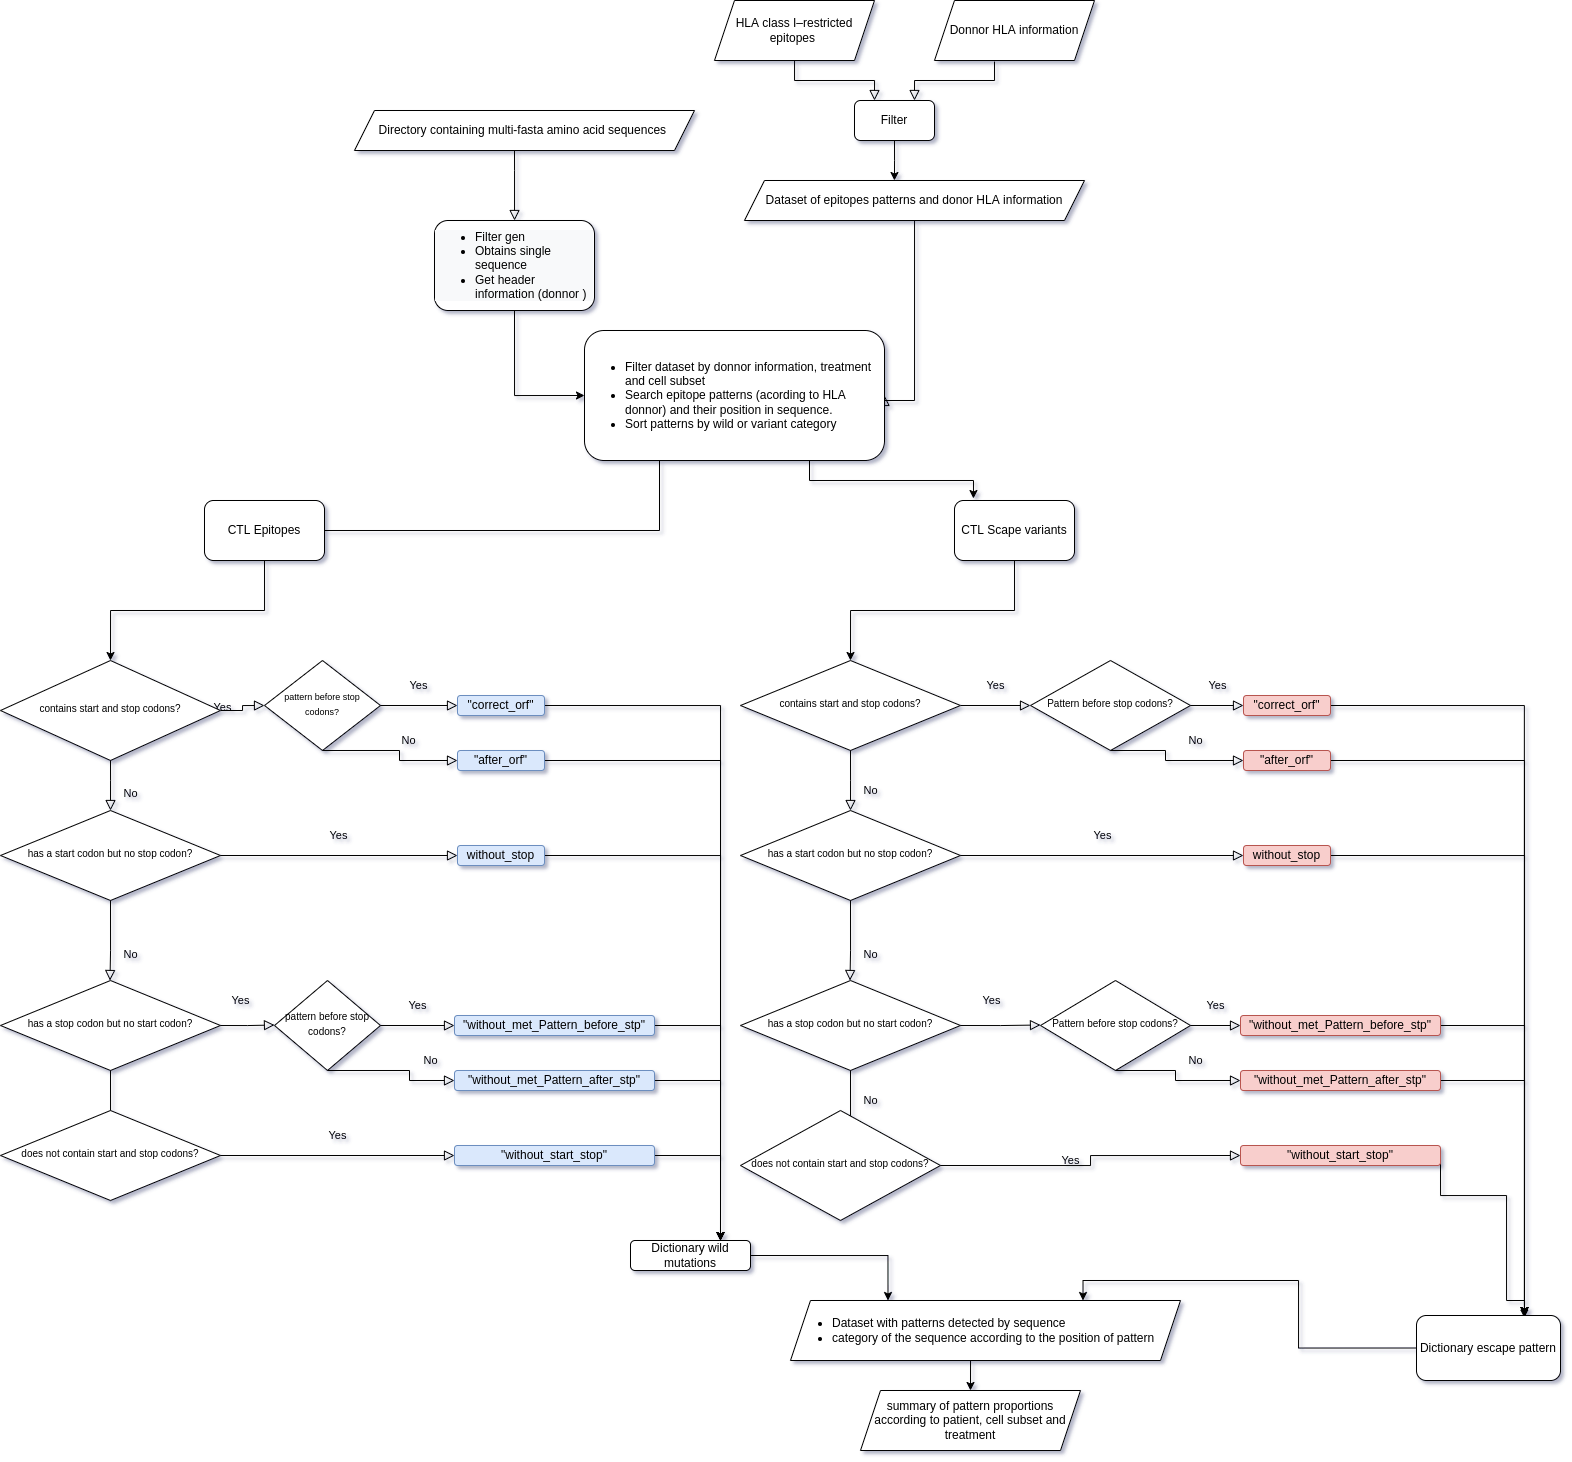 HLA class I–restricted
epitopes
Donnor HLA information
Filter
Directory containing multi-fasta amino acid sequences
Dataset of epitopes patterns and donor HLA information
• Filter gen
• Obtains single
sequence
• Get header
information (donnor )
• Filter dataset by donnor information, treatment
and cell subset
• Search epitope patterns (acording to HLA
donnor) and their position in sequence.
• Sort patterns by wild or variant category
CTL Epitopes
CTL Scape variants
contains start and stop codons?
Yes
pattern before stop
codons?
Yes
"correct_orf"
No
"after_orf"
No
has a start codon but no stop codon?
Yes
without_stop
No
has a stop codon but no start codon?
Yes
pattern before stop
codons?
Yes
"without_met_Pattern_before_stp"
No
"without_met_Pattern_after_stp"
does not contain start and stop codons?
Yes
"without_start_stop"
contains start and stop codons?
Yes
Pattern before stop codons?
Yes
"correct_orf"
No
"after_orf"
No
has a start codon but no stop codon?
Yes
without_stop
No
has a stop codon but no start codon?
Yes
Pattern before stop codons?
Yes
"without_met_Pattern_before_stp"
No
"without_met_Pattern_after_stp"
No
does not contain start and stop codons?
Yes
"without_start_stop"
Dictionary wild
mutations
Dictionary escape pattern
• Dataset with patterns detected by sequence
• category of the sequence according to the position of pattern
summary of pattern proportions
according to patient, cell subset and
treatment